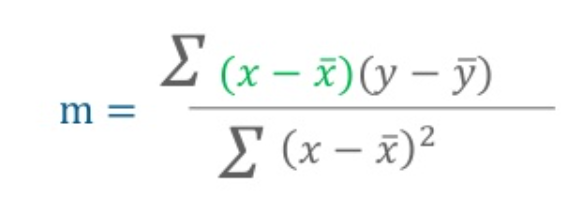 ∑ (x − x̄)(y − ȳ)
m =
∑ (x − x̄)²